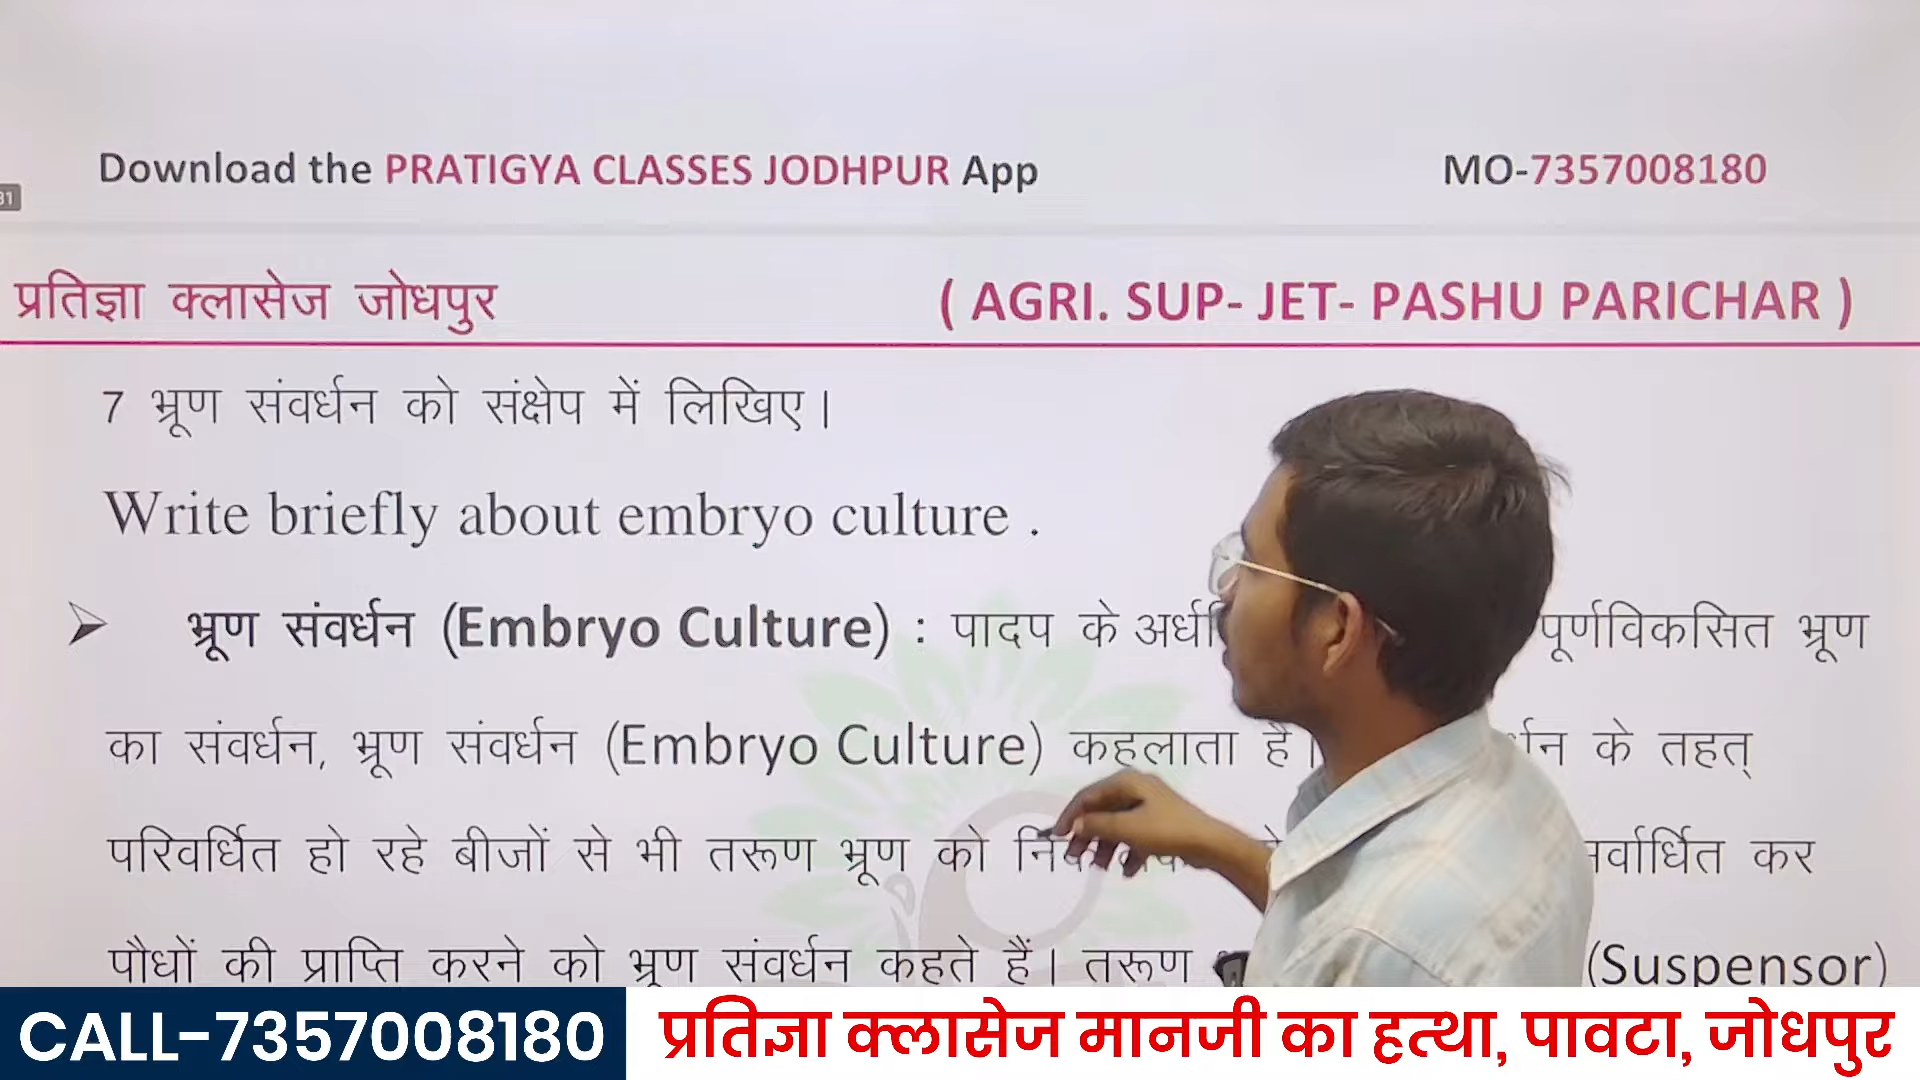 Download the PRATIGYA CLASSES JODHPUR App MO-7357008180
31
प्रतिज्ञा क्लासेज जोधपुर ( AGRI. SUP- JET- PASHU PARICHAR )
7 भ्रूण संवर्धन को संक्षेप में लिखिए।
Write briefly about embryo culture .
भ्रूण संवर्धन (Embryo Culture) : पादप के पूर्णविकसित भ्रूण
का संवर्धन, भ्रूण संवर्धन (Embryo Culture) कहलाता है। के तहत्
परिवर्धित हो रहे बीजों से भी तरूण भ्रूण को कर
पौधों की प्राप्ति करने को भ्रूण संवर्धन कहते हैं। तरूण (Suspensor)
CALL-7357008180 प्रतिज्ञा क्लासेज मानजी का हत्था, पावटा, जोधपुर